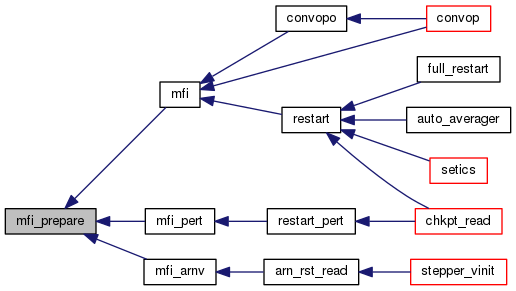 convopo
convop
full_restart
mfi
restart
auto_averager
setics
mfi_prepare
mfi_pert
restart_pert
chkpt_read
mfi_arnv
arn_rst_read
stepper_vinit